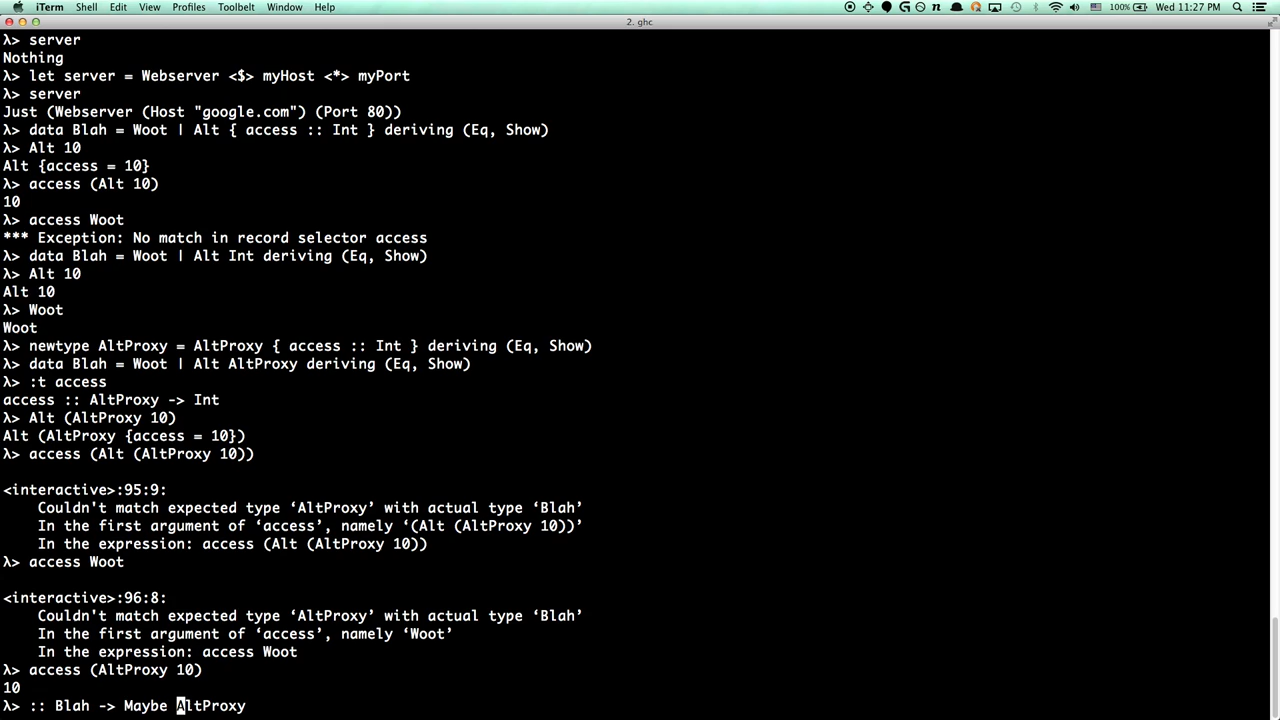 iTerm Shell Edit View Profiles Toolbelt Window Help 100% Wed 11:27 PM
2. ghc
λ> server
Nothing
λ> let server = Webserver <$> myHost <*> myPort
λ> server
Just (Webserver (Host "google.com") (Port 80))
λ> data Blah = Woot | Alt { access :: Int } deriving (Eq, Show)
λ> Alt 10
Alt {access = 10}
λ> access (Alt 10)
10
λ> access Woot
*** Exception: No match in record selector access
λ> data Blah = Woot | Alt Int deriving (Eq, Show)
λ> Alt 10
Alt 10
λ> Woot
Woot
λ> newtype AltProxy = AltProxy { access :: Int } deriving (Eq, Show)
λ> data Blah = Woot | Alt AltProxy deriving (Eq, Show)
λ> :t access
access :: AltProxy -> Int
λ> Alt (AltProxy 10)
Alt (AltProxy {access = 10})
λ> access (Alt (AltProxy 10))
<interactive>:95:9:
Couldn't match expected type ‘AltProxy’ with actual type ‘Blah’
In the first argument of ‘access’, namely ‘(Alt (AltProxy 10))’
In the expression: access (Alt (AltProxy 10))
λ> access Woot
<interactive>:96:8:
Couldn't match expected type ‘AltProxy’ with actual type ‘Blah’
In the first argument of ‘access’, namely ‘Woot’
In the expression: access Woot
λ> access (AltProxy 10)
10
λ> :: Blah -> Maybe AltProxy